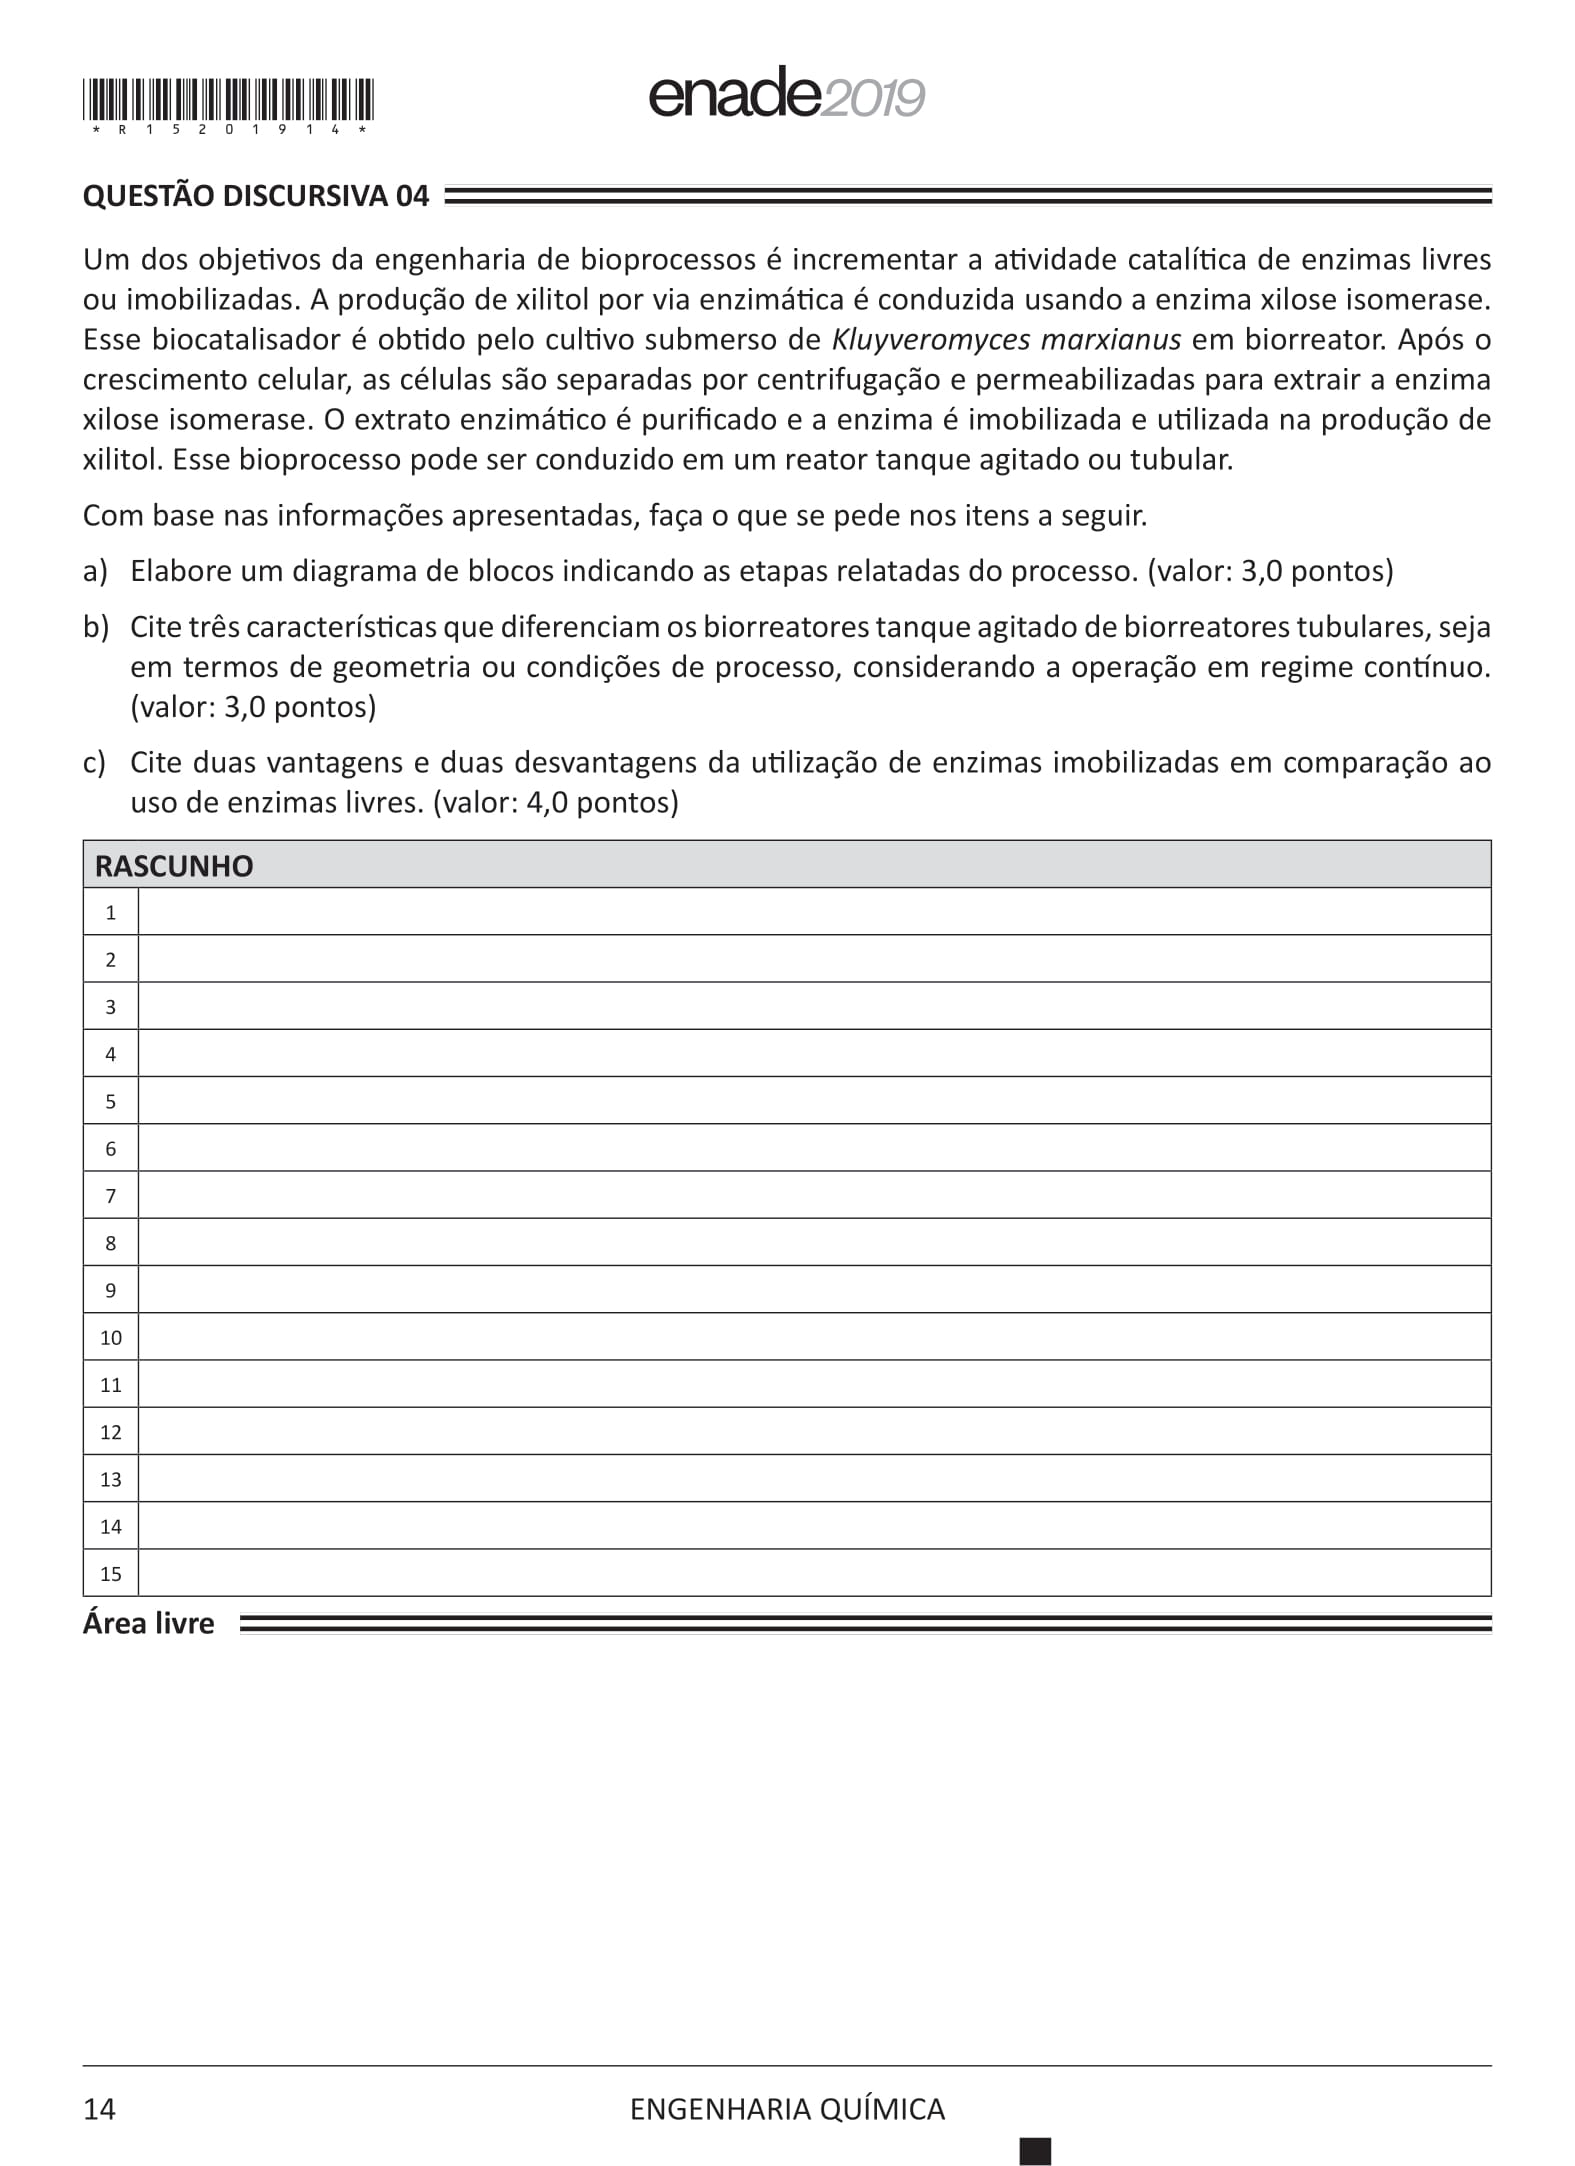 *R15201914*
enade2019
QUESTÃO DISCURSIVA 04
Um dos objetivos da engenharia de bioprocessos é incrementar a atividade catalítica de enzimas livres
ou imobilizadas. A produção de xilitol por via enzimática é conduzida usando a enzima xilose isomerase.
Esse biocatalisador é obtido pelo cultivo submerso de Kluyveromyces marxianus em biorreator. Após o
crescimento celular, as células são separadas por centrifugação e permeabilizadas para extrair a enzima
xilose isomerase. O extrato enzimático é purificado e a enzima é imobilizada e utilizada na produção de
xilitol. Esse bioprocesso pode ser conduzido em um reator tanque agitado ou tubular.
Com base nas informações apresentadas, faça o que se pede nos itens a seguir.
a) Elabore um diagrama de blocos indicando as etapas relatadas do processo. (valor: 3,0 pontos)
b) Cite três características que diferenciam os biorreatores tanque agitado de biorreatores tubulares, seja
em termos de geometria ou condições de processo, considerando a operação em regime contínuo.
(valor: 3,0 pontos)
c) Cite duas vantagens e duas desvantagens da utilização de enzimas imobilizadas em comparação ao
uso de enzimas livres. (valor: 4,0 pontos)
RASCUNHO
1
2
3
4
5
6
7
8
9
10
11
12
13
14
15
Área livre
14
ENGENHARIA QUÍMICA